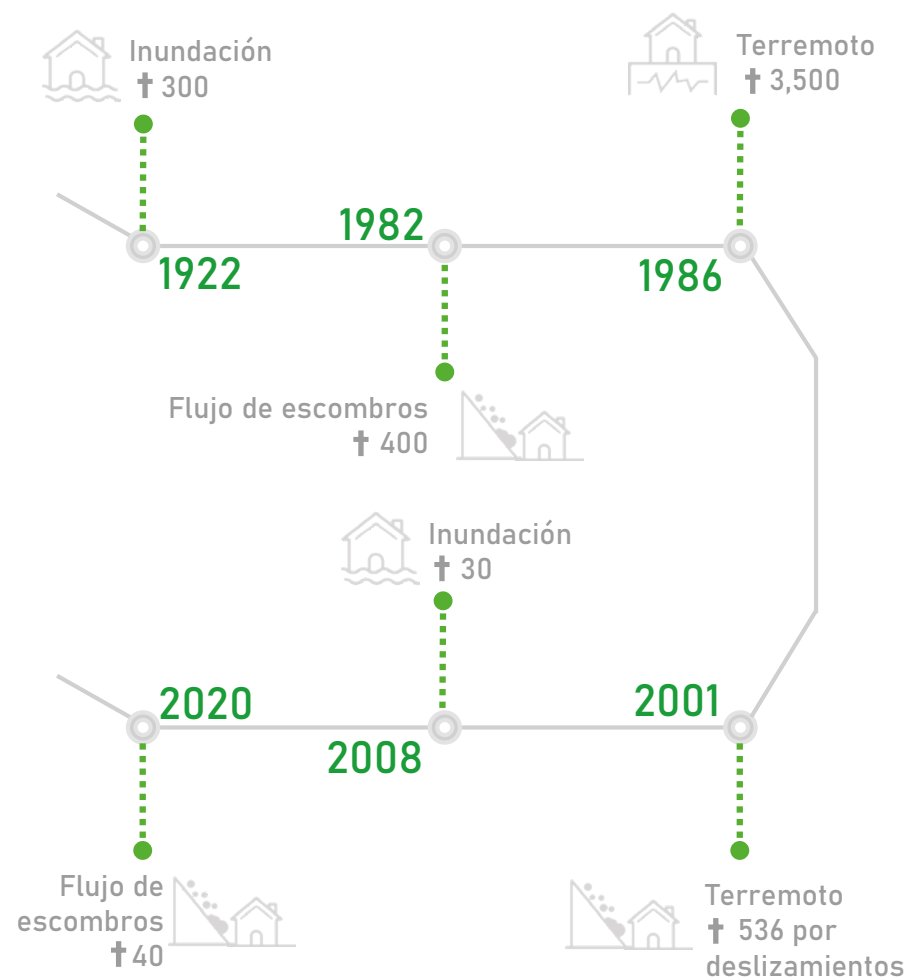 Inundación
✝ 300
1922
1982
Flujo de escombros
✝ 400
Terremoto
✝ 3,500
1986
2001
Terremoto
✝ 536 por
deslizamientos
Inundación
✝ 30
2008
2020
Flujo de
escombros
✝ 40